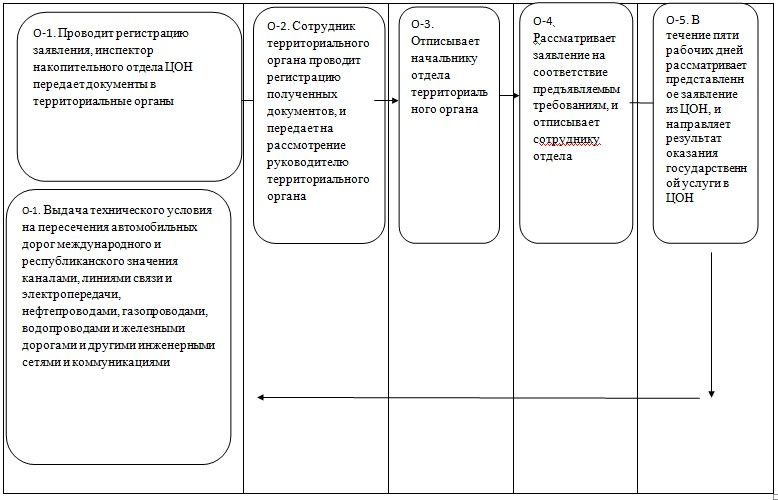 О-1. Проводит регистрацию
заявления, инспектор
накопительного отдела ЦОН
передает документы в
территориальные органы
О-1. Выдача технического условия
на пересечения автомобильных
дорог международного и
республиканского значения
каналами, линиями связи и
электропередачи,
нефтепроводами, газопроводами,
водопроводами и железными
дорогами и другими инженерными
сетями и коммуникациями
О-2. Сотрудник
территориального
органа проводит
регистрацию
полученных
документов, и
передает на
рассмотрение
руководителю
территориального
органа
О-3.
Отписывает
начальнику
отдела
территориаль
ного органа
О-4.
Рассматривает
заявление на
соответствие
предъявляемым
требованиям, и
отписывает
сотруднику
отдела
О-5. В
течение пяти
рабочих дней
рассматривает
представленн
ое заявление
из ЦОН, и
направляет
результат
оказания
государственн
ой услуги в
ЦОН